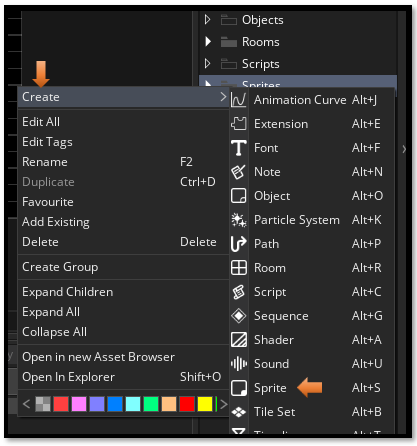 Objects
Rooms
Scripts
Sprites
Create
Edit All
Edit Tags
Rename F2
Duplicate Ctrl+D
Favourite
Add Existing
Delete Delete
Create Group
Expand Children
Expand All
Collapse All
Open in new Asset Browser
Open In Explorer Shift+O
Animation Curve Alt+J
Extension Alt+E
Font Alt+F
Note Alt+N
Object Alt+O
Particle System Alt+K
Path Alt+P
Room Alt+R
Script Alt+C
Sequence Alt+G
Shader Alt+A
Sound Alt+U
Sprite Alt+S
Tile Set Alt+B